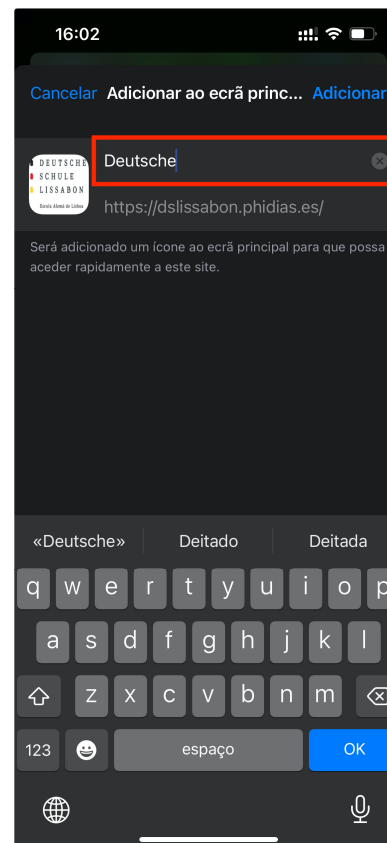 16:02
Cancelar Adicionar ao ecrã princ... Adicionar
DEUTSCHE
SCHULE
LISSABON
Escola Alemã de Lisboa
Deutsche
https://dslissabon.phidias.es/
Será adicionado um ícone ao ecrã principal para que possa
aceder rapidamente a este site.
«Deutsche» Deitado Deitada
q w e r t y u i o p
a s d f g h j k l
z x c v b n m
123 espaço OK